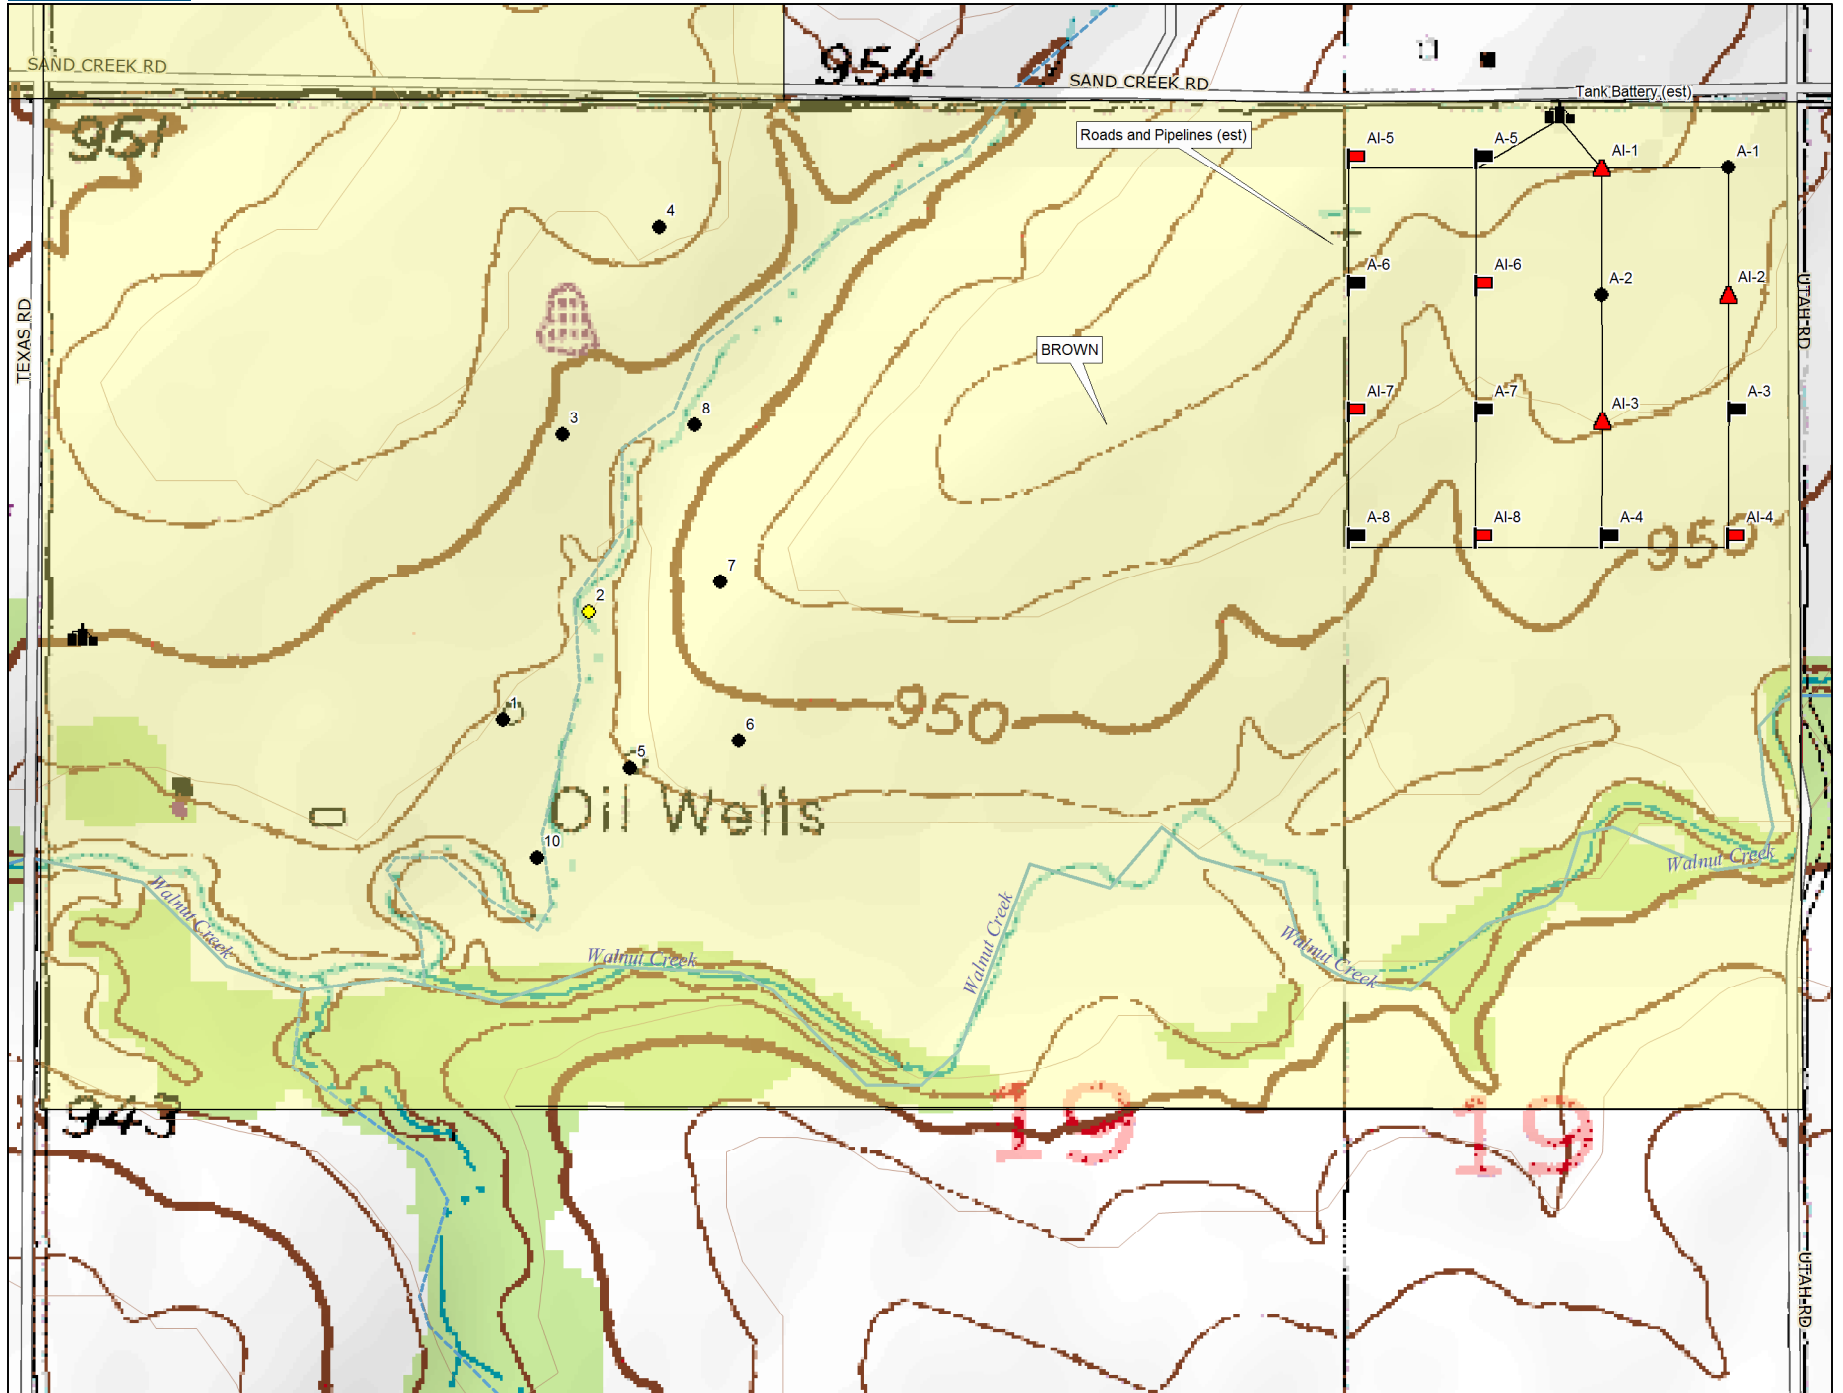 954
SAND CREEK RD
SAND CREEK RD
Tank Battery (est)
951
Roads and Pipelines (est)
AI-5
A-5
AI-1
A-1
4
A-6
AI-6
A-2
AI-2
TEXAS RD
UTAH RD
BROWN
3
8
AI-7
A-7
AI-3
A-3
A-8
AI-8
A-4
AI-4
950
7
2
1
6
950
5
Oil Wells
10
Walnut Creek
Walnut Creek
Walnut Creek
Walnut Creek
Walnut Creek
943
19
19
UTAH RD